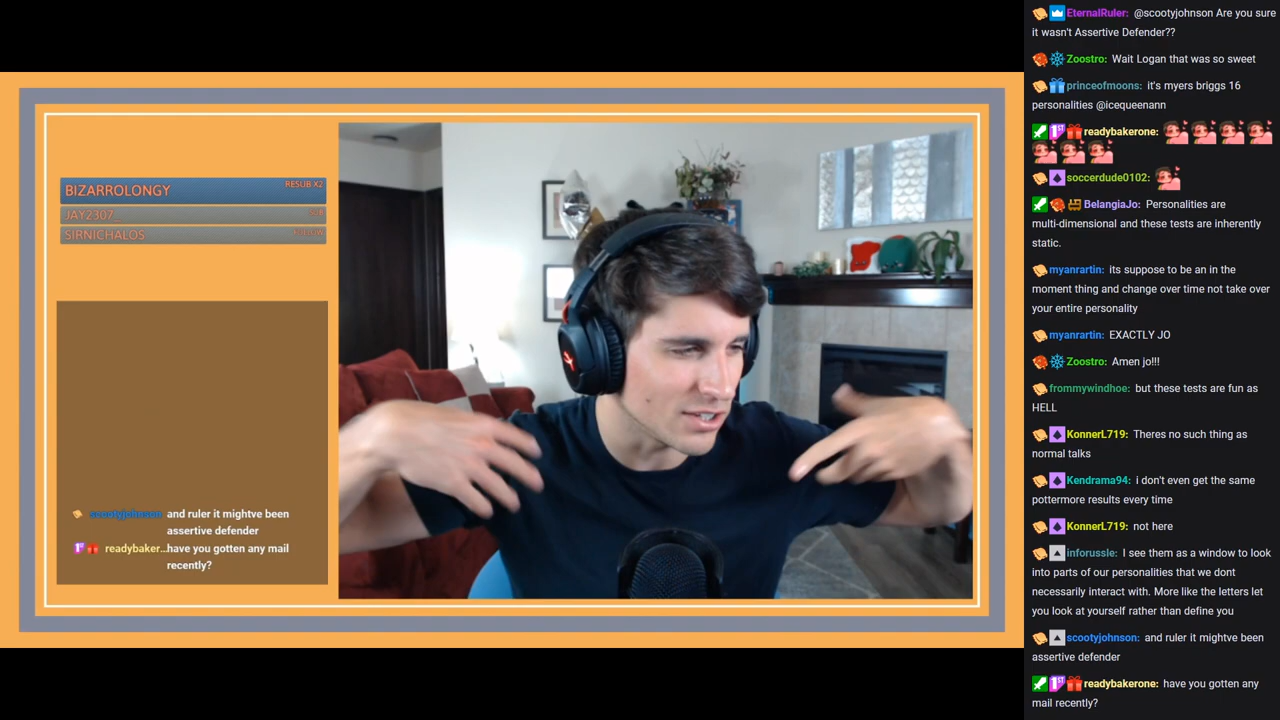 BIZARROLONGY RESUB X2
JAY2307_ SUB
SIRNICHALOS FOLLOW
scootyjohnson and ruler it mightve been
assertive defender
readybaker… have you gotten any mail
recently?
EternalRuler: @scootyjohnson Are you sure
it wasn't Assertive Defender??
Zoostro: Wait Logan that was so sweet
princeofmoons: it's myers briggs 16
personalities @icequeenann
readybakerone:
soccerdude0102:
BelangiaJo: Personalities are
multi-dimensional and these tests are inherently
static.
myanrartin: its suppose to be an in the
moment thing and change over time not take over
your entire personality
myanrartin: EXACTLY JO
Zoostro: Amen jo!!!
frommywindhoe: but these tests are fun as
HELL
KonnerL719: Theres no such thing as
normal talks
Kendrama94: i don't even get the same
pottermore results every time
KonnerL719: not here
inforussle: I see them as a window to look
into parts of our personalities that we dont
necessarily interact with. More like the letters let
you look at yourself rather than define you
scootyjohnson: and ruler it mightve been
assertive defender
readybakerone: have you gotten any
mail recently?